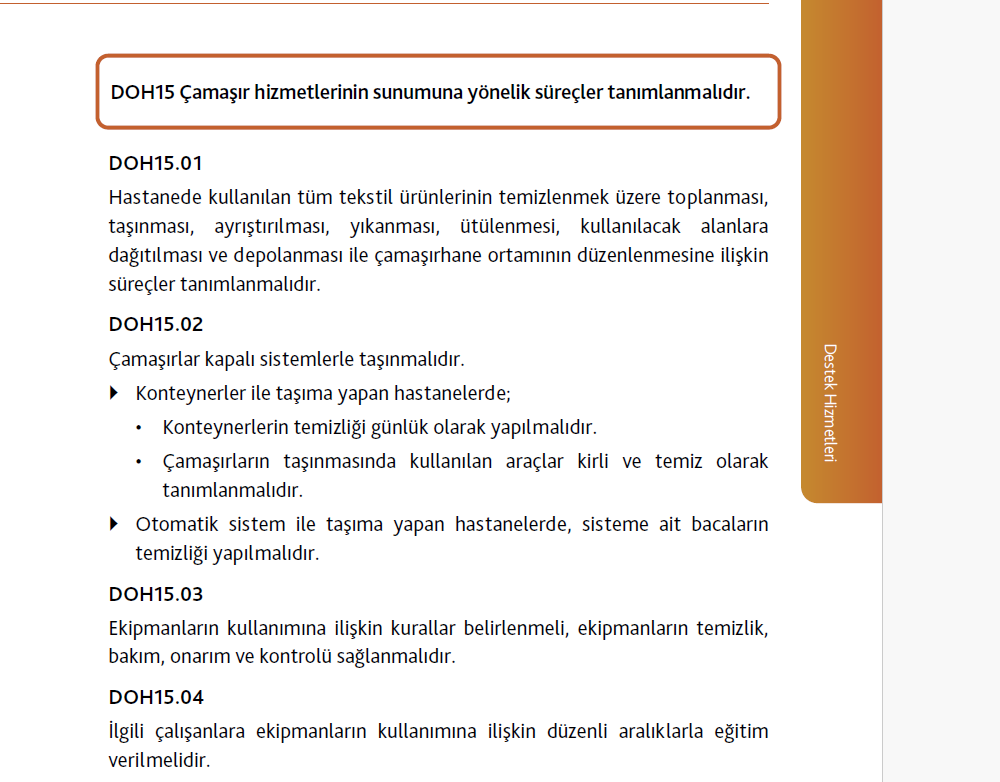 DOH15 Çamaşır hizmetlerinin sunumuna yönelik süreçler tanımlanmalıdır.
DOH15.01
Hastanede kullanılan tüm tekstil ürünlerinin temizlenmek üzere toplanması,
taşınması, ayrıştırılması, yıkanması, ütülenmesi, kullanılacak alanlara
dağıtılması ve depolanması ile çamaşırhane ortamının düzenlenmesine ilişkin
süreçler tanımlanmalıdır.
DOH15.02
Çamaşırlar kapalı sistemlerle taşınmalıdır.
Konteynerler ile taşıma yapan hastanelerde;
• Konteynerlerin temizliği günlük olarak yapılmalıdır.
• Çamaşırların taşınmasında kullanılan araçlar kirli ve temiz olarak
tanımlanmalıdır.
Otomatik sistem ile taşıma yapan hastanelerde, sisteme ait bacaların
temizliği yapılmalıdır.
DOH15.03
Ekipmanların kullanımına ilişkin kurallar belirlenmeli, ekipmanların temizlik,
bakım, onarım ve kontrolü sağlanmalıdır.
DOH15.04
İlgili çalışanlara ekipmanların kullanımına ilişkin düzenli aralıklarla eğitim
verilmelidir.
Destek Hizmetleri